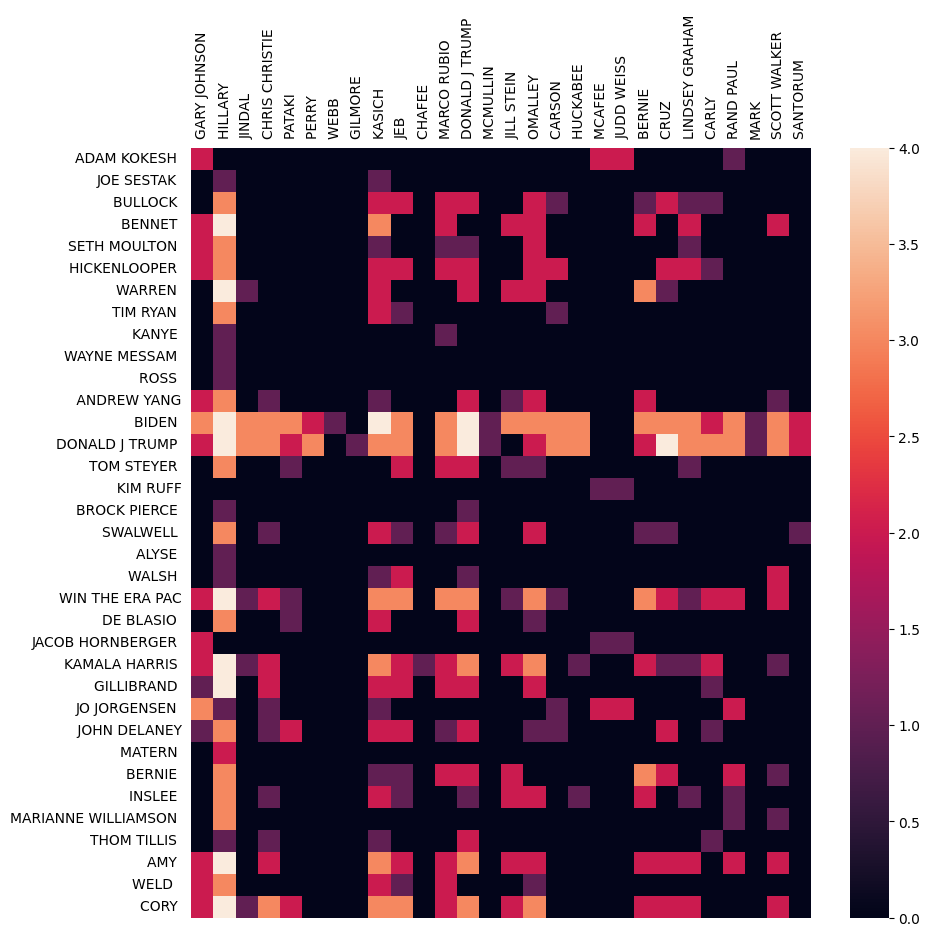 GARY JOHNSON
HILLARY
JINDAL
CHRIS CHRISTIE
PATAKI
PERRY
WEBB
GILMORE
KASICH
JEB
CHAFEE
MARCO RUBIO
DONALD J TRUMP
MCMULLIN
JILL STEIN
OMALLEY
CARSON
HUCKABEE
MCAFEE
JUDD WEISS
BERNIE
CRUZ
LINDSEY GRAHAM
CARLY
RAND PAUL
MARK
SCOTT WALKER
SANTORUM
ADAM KOKESH
JOE SESTAK
BULLOCK
BENNET
SETH MOULTON
HICKENLOOPER
WARREN
TIM RYAN
KANYE
WAYNE MESSAM
ROSS
ANDREW YANG
BIDEN
DONALD J TRUMP
TOM STEYER
KIM RUFF
BROCK PIERCE
SWALWELL
ALYSE
WALSH
WIN THE ERA PAC
DE BLASIO
JACOB HORNBERGER
KAMALA HARRIS
GILLIBRAND
JO JORGENSEN
JOHN DELANEY
MATERN
BERNIE
INSLEE
MARIANNE WILLIAMSON
THOM TILLIS
AMY
WELD
CORY
4.0
3.5
3.0
2.5
2.0
1.5
1.0
0.5
0.0